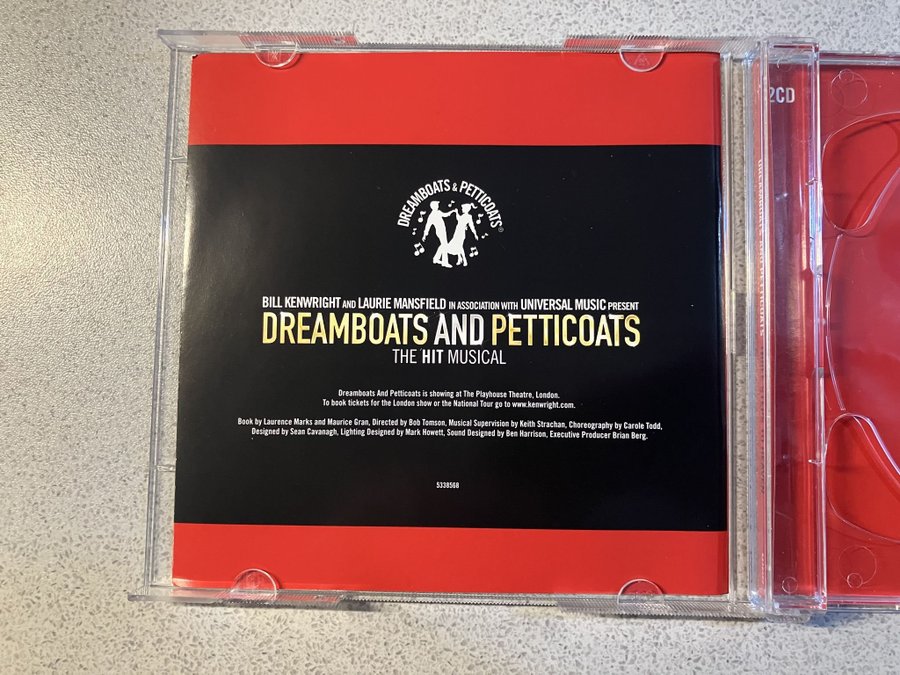 DREAMBOATS & PETTICOATS®
BILL KENWRIGHT AND LAURIE MANSFIELD IN ASSOCIATION WITH UNIVERSAL MUSIC PRESENT
DREAMBOATS AND PETTICOATS
THE HIT MUSICAL
Dreamboats And Petticoats is showing at The Playhouse Theatre, London.
To book tickets for the London show or the National Tour go to www.kenwright.com.
Book by Laurence Marks and Maurice Gran, Directed by Bob Tomson, Musical Supervision by Keith Strachan, Choreography by Carole Todd,
Designed by Sean Cavanagh, Lighting Designed by Mark Howett, Sound Designed by Ben Harrison, Executive Producer Brian Berg.
5338568
2CD
DREAMBOATS AND PETTICOATS